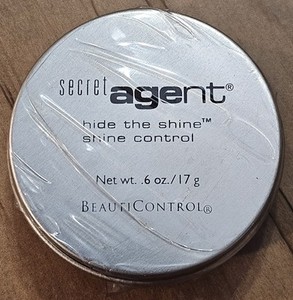 secret agent®
hide the shine™
shine control
Net wt. .6 oz./17 g
BEAUTICONTROL®